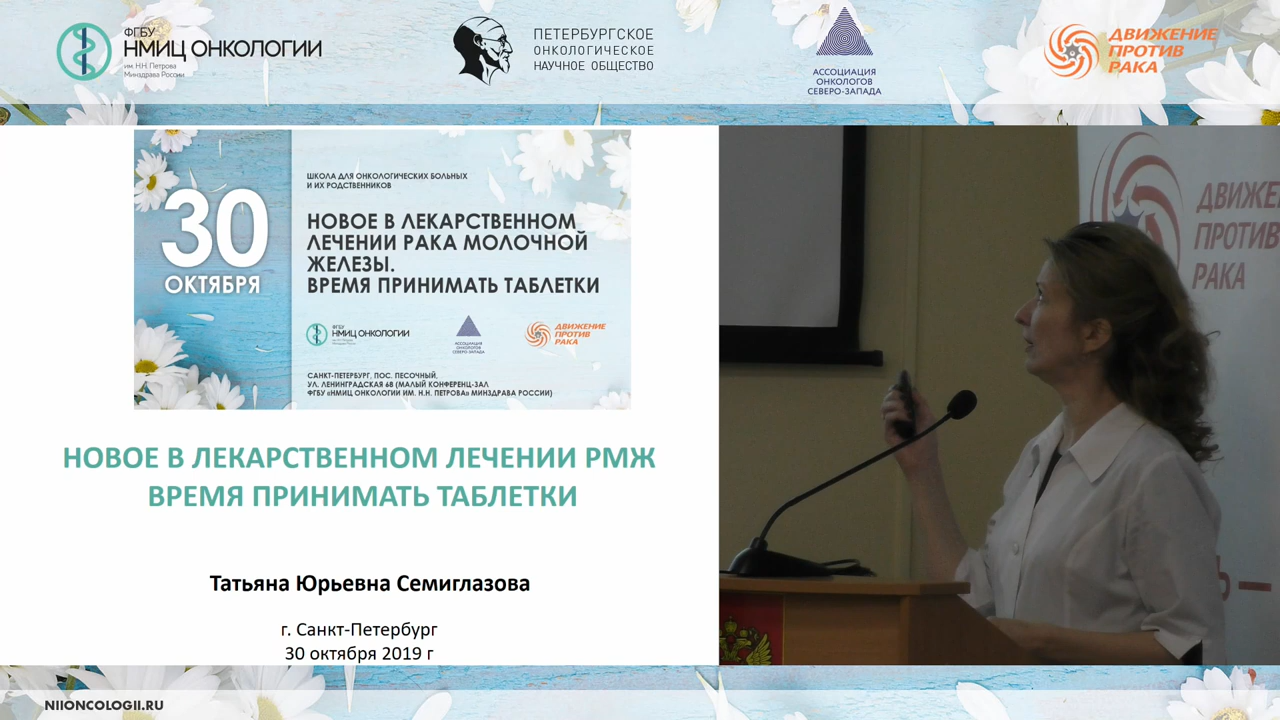 ФГБУ
НМИЦ ОНКОЛОГИИ
им. Н.Н. Петрова
Минздрава России
ПЕТЕРБУРГСКОЕ
ОНКОЛОГИЧЕСКОЕ
НАУЧНОЕ ОБЩЕСТВО
АССОЦИАЦИЯ
ОНКОЛОГОВ
СЕВЕРО-ЗАПАДА
ДВИЖЕНИЕ
ПРОТИВ
РАКА
30
ОКТЯБРЯ
ШКОЛА ДЛЯ ОНКОЛОГИЧЕСКИХ БОЛЬНЫХ
И ИХ РОДСТВЕННИКОВ
НОВОЕ В ЛЕКАРСТВЕННОМ
ЛЕЧЕНИИ РАКА МОЛОЧНОЙ
ЖЕЛЕЗЫ.
ВРЕМЯ ПРИНИМАТЬ ТАБЛЕТКИ
ФГБУ
НМИЦ ОНКОЛОГИИ
им. Н.Н. Петрова
Минздрава России
АССОЦИАЦИЯ
ОНКОЛОГОВ
СЕВЕРО-ЗАПАДА
ДВИЖЕНИЕ
ПРОТИВ
РАКА
САНКТ-ПЕТЕРБУРГ, ПОС. ПЕСОЧНЫЙ,
УЛ. ЛЕНИНГРАДСКАЯ 68 (МАЛЫЙ КОНФЕРЕНЦ-ЗАЛ
ФГБУ «НМИЦ ОНКОЛОГИИ ИМ. Н.Н. ПЕТРОВА» МИНЗДРАВА РОССИИ)
НОВОЕ В ЛЕКАРСТВЕННОМ ЛЕЧЕНИИ РМЖ
ВРЕМЯ ПРИНИМАТЬ ТАБЛЕТКИ
Татьяна Юрьевна Семиглазова
г. Санкт-Петербург
30 октября 2019 г
ДВИЖЕ
ПРОТИВ
РАКА
NIIONCOLOGII.RU